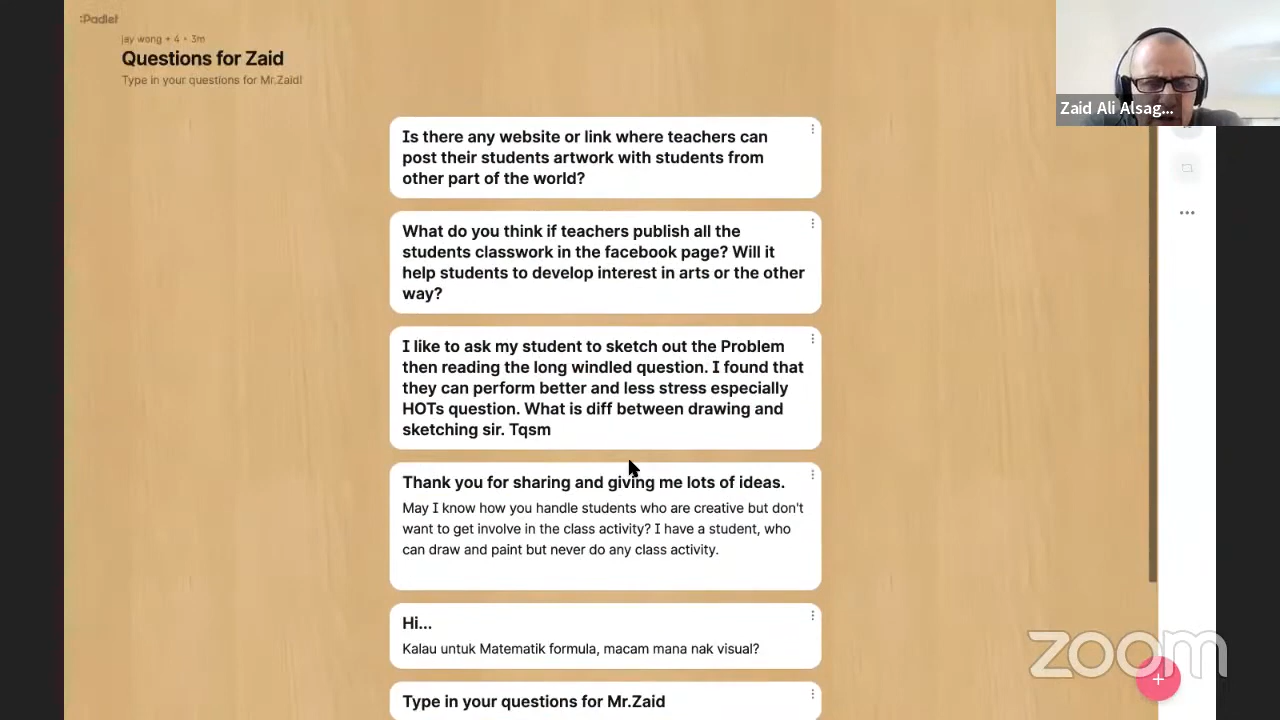 :Padlet
jay wong + 4 • 3m
Questions for Zaid
Type in your questions for Mr.Zaid!
Zaid Ali Alsag...
Is there any website or link where teachers can
post their students artwork with students from
other part of the world?
What do you think if teachers publish all the
students classwork in the facebook page? Will it
help students to develop interest in arts or the other
way?
I like to ask my student to sketch out the Problem
then reading the long windled question. I found that
they can perform better and less stress especially
HOTs question. What is diff between drawing and
sketching sir. Tqsm
Thank you for sharing and giving me lots of ideas.
May I know how you handle students who are creative but don't
want to get involve in the class activity? I have a student, who
can draw and paint but never do any class activity.
Hi...
Kalau untuk Matematik formula, macam mana nak visual?
Type in your questions for Mr.Zaid
zoom